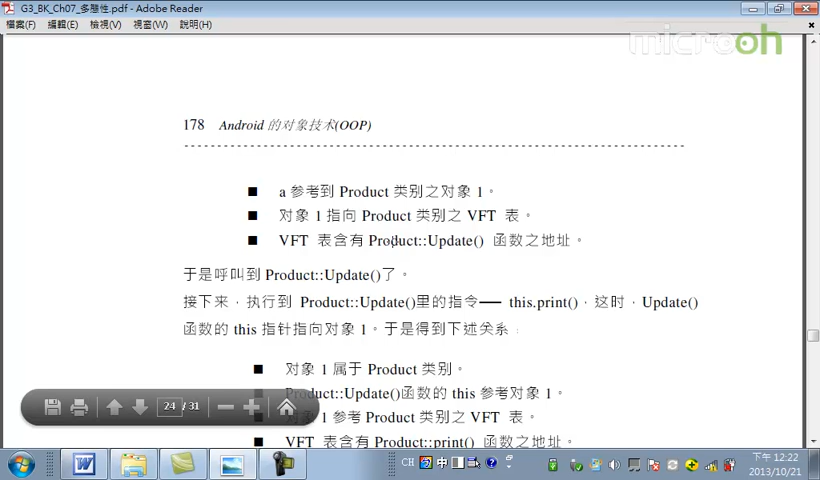 G3_BK_Ch07_多態性.pdf - Adobe Reader
檔案(F) 編輯(E) 檢視(V) 視窗(W) 說明(H)
microoh
178 Android 的对象技术(OOP)
■ a 参考到 Product 类别之对象 1。
■ 对象 1 指向 Product 类别之 VFT 表。
■ VFT 表含有 Product::Update() 函数之地址。
于是呼叫到 Product::Update()了。
接下来，执行到 Product::Update()里的指令── this.print()，这时，Update()
函数的 this 指针指向对象 1。于是得到下述关系：
■ 对象 1 属于 Product 类别。
Product::Update()函数的 this 参考对象 1。
对象 1 参考 Product 类别之 VFT 表。
■ VFT 表含有 Product::print() 函数之地址。
24 / 31
CH 中
下午 12:22
2013/10/21